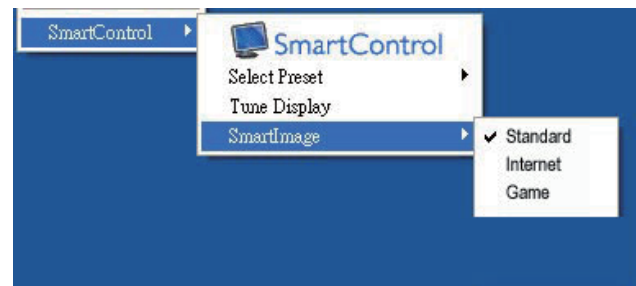 SmartControl
SmartControl
Select Preset
Tune Display
SmartImage
Standard
Internet
Game